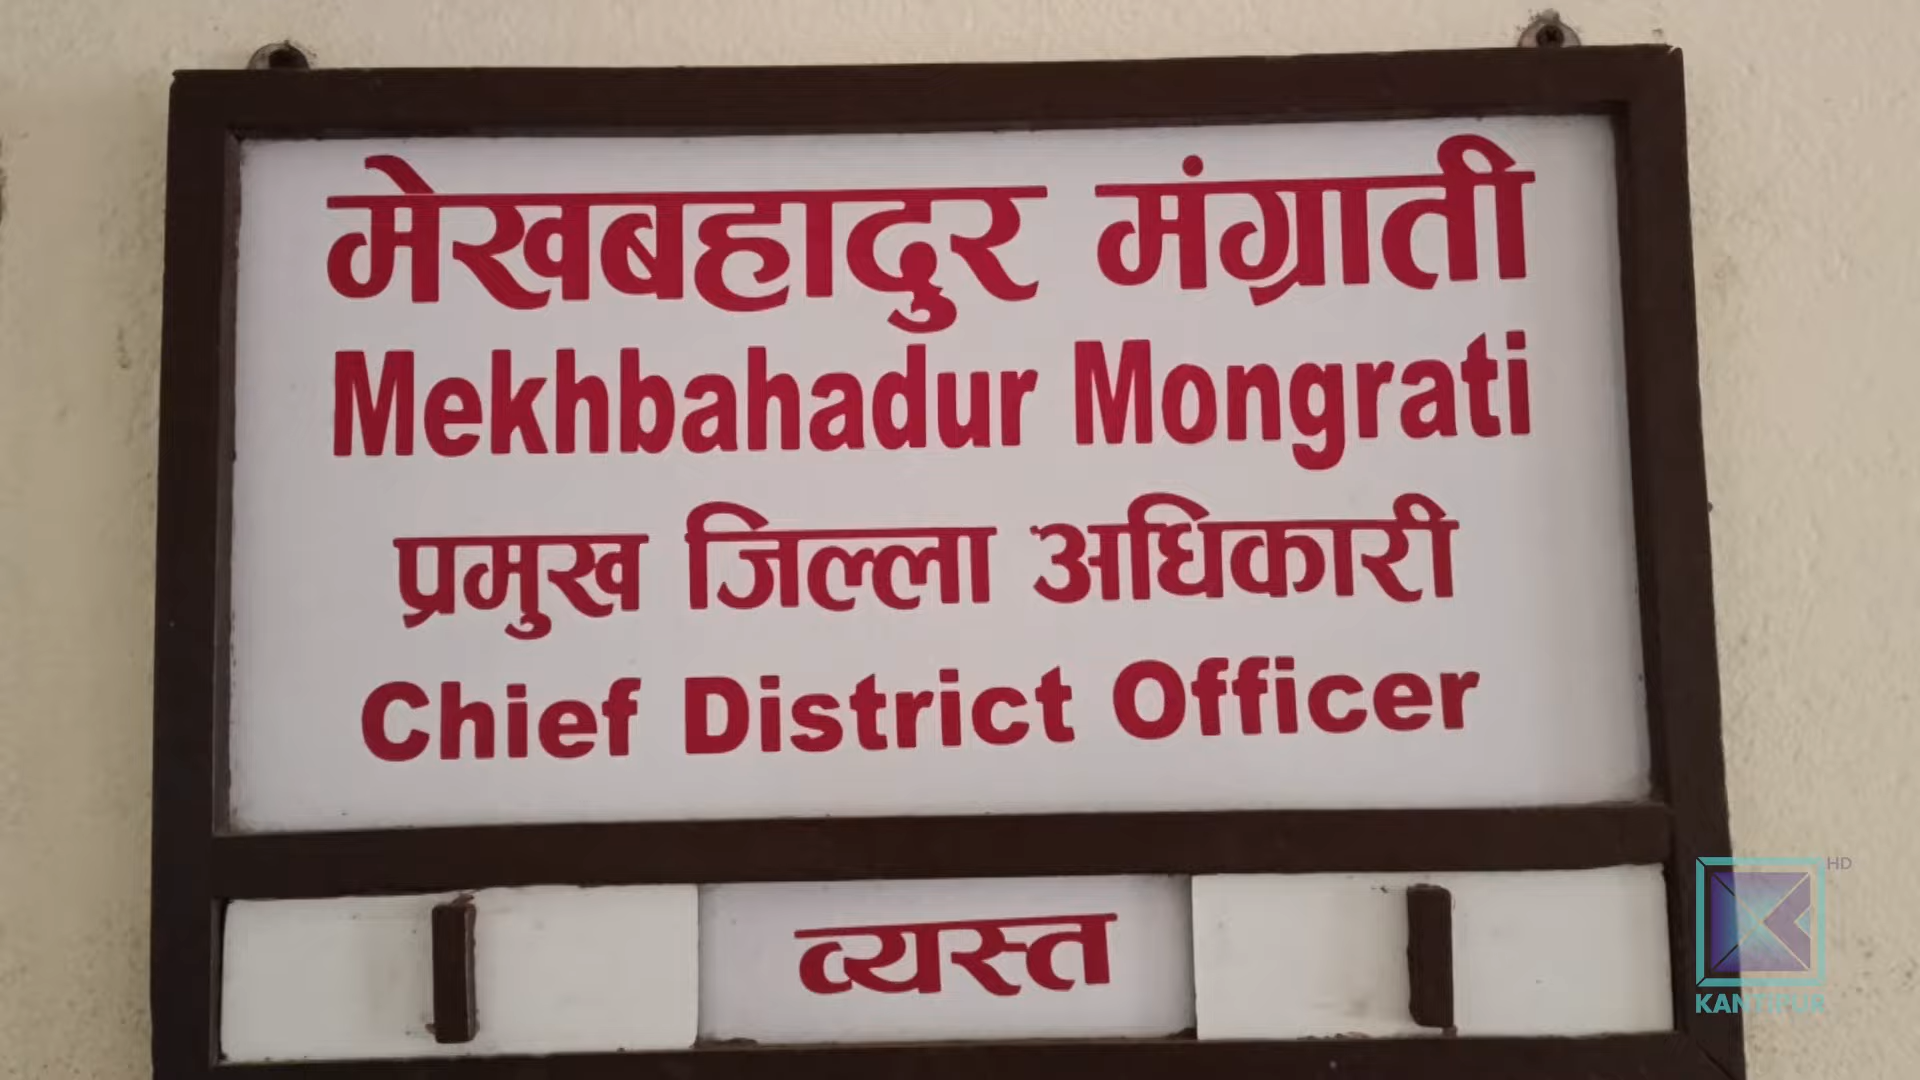 मेखबहादुर मंग्राती
Mekhbahadur Mongrati
प्रमुख जिल्ला अधिकारी
Chief District Officer
व्यस्त
HD
KANTIPUR